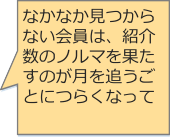 なかなか見つから
ない会員は、紹介
数のノルマを果た
すのが月を追うご
とにつらくなって